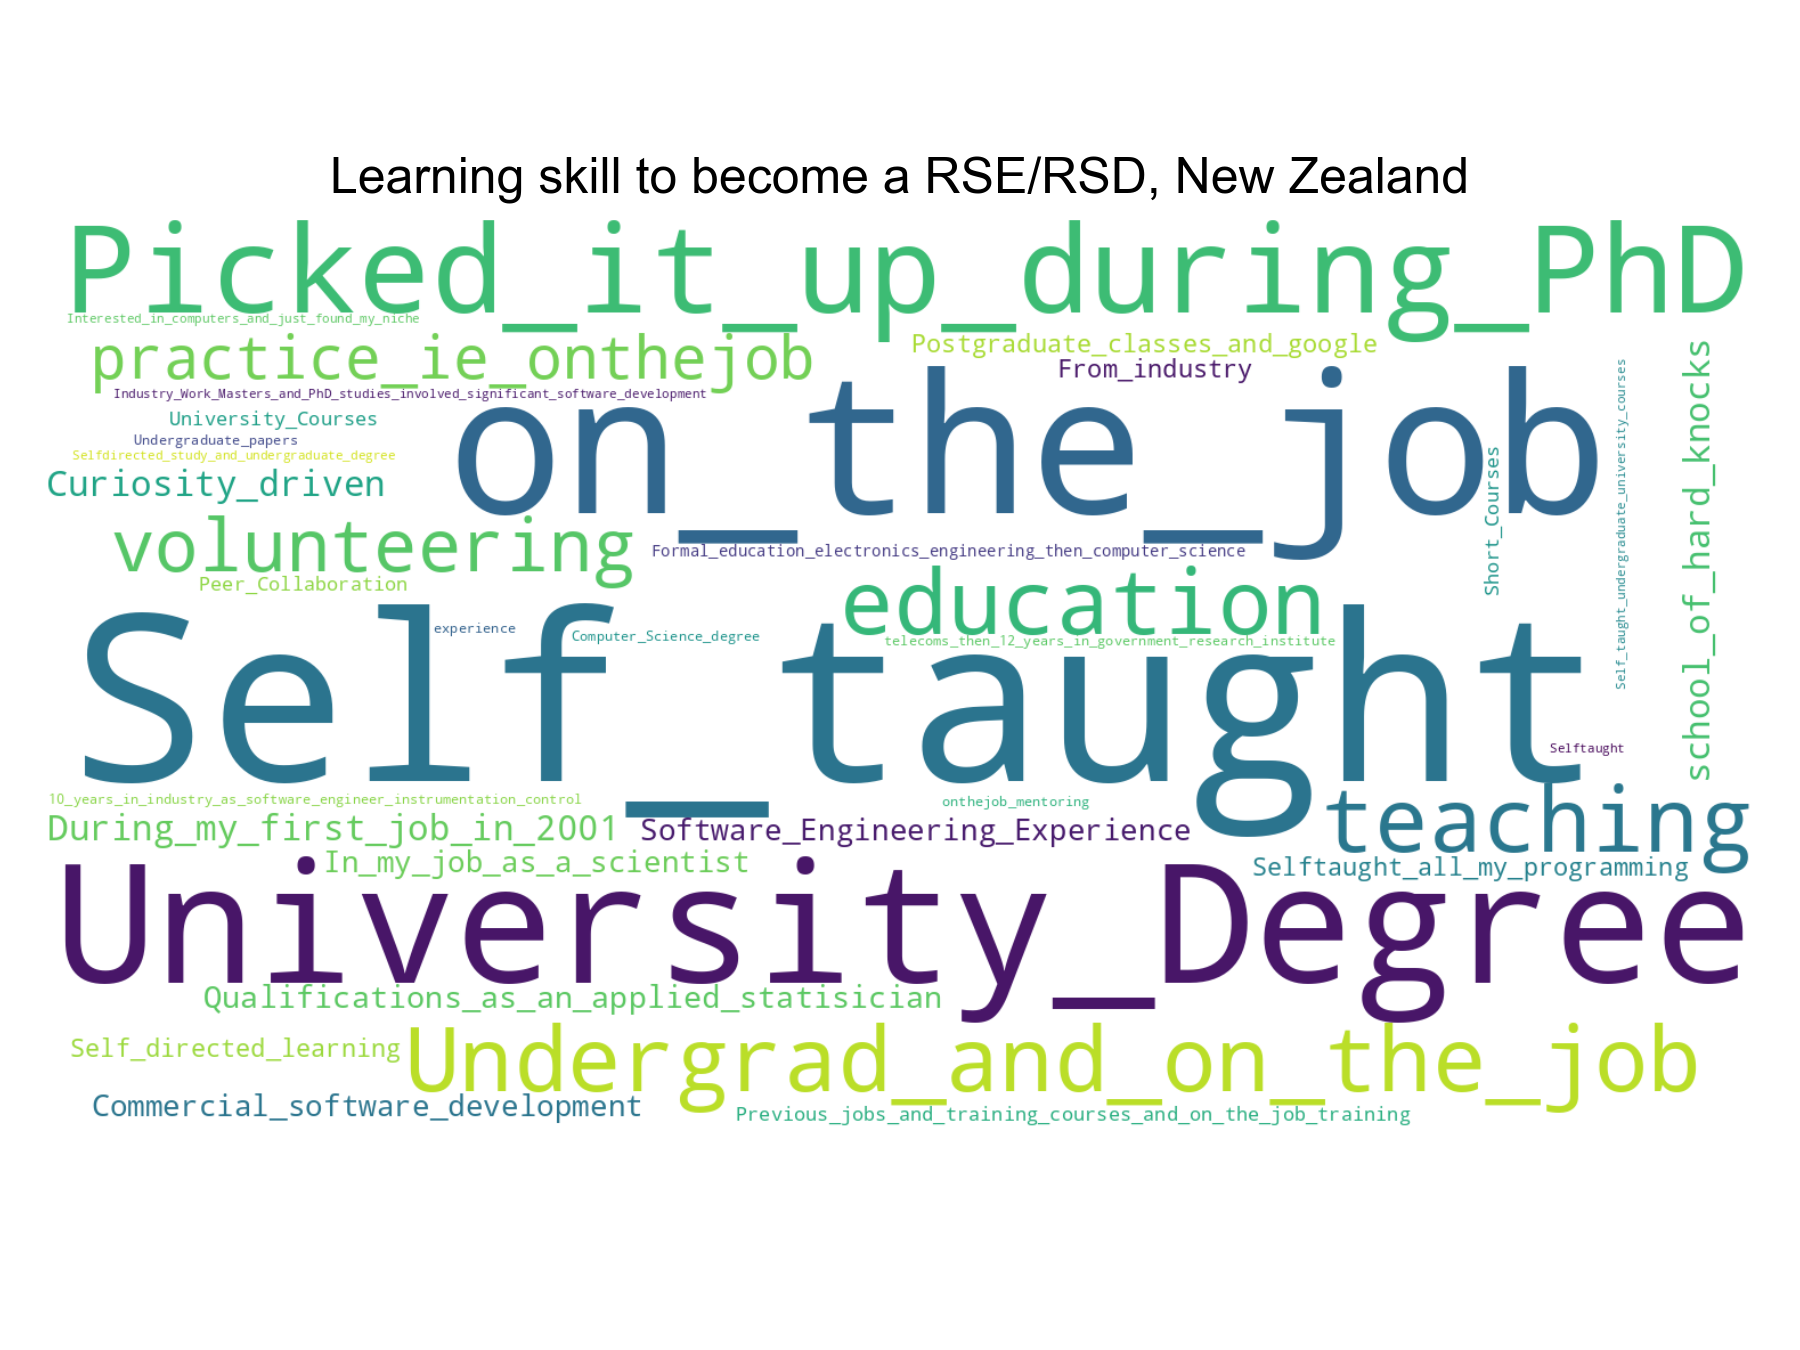 Learning skill to become a RSE/RSD, New Zealand
Picked_it_up_during_PhD
Interested_in_computers_and_just_found_my_niche
practice_ie_onthejob
Postgraduate_classes_and_google
From_industry
Industry_Work_Masters_and_PhD_studies_involved_significant_software_development
on_the_job
University_Courses
Undergraduate_papers
Selfdirected_study_and_undergraduate_degree
Curiosity_driven
Short_Courses
Self_taught_undergraduate_university_courses
school_of_hard_knocks
volunteering
Formal_education_electronics_engineering_then_computer_science
Peer_Collaboration
education
experience
Computer_Science_degree
telecoms_then_12_years_in_government_research_institute
Self_taught
Selftaught
10_years_in_industry_as_software_engineer_instrumentation_control
onthejob_mentoring
During_my_first_job_in_2001
Software_Engineering_Experience
teaching
In_my_job_as_a_scientist
Selftaught_all_my_programming
University_Degree
Qualifications_as_an_applied_statisician
Self_directed_learning
Undergrad_and_on_the_job
Commercial_software_development
Previous_jobs_and_training_courses_and_on_the_job_training